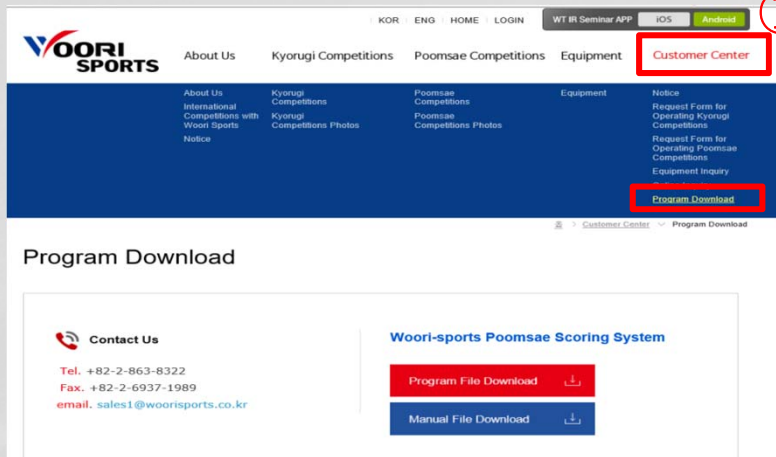 KOR ENG HOME LOGIN WT IR Seminar APP iOS Android
WOORI
SPORTS
About Us Kyorugi Competitions Poomsae Competitions Equipment Customer Center
About Us
International
Competitions with
Woori Sports
Notice
Kyorugi
Competitions
Kyorugi
Competitions Photos
Poomsae
Competitions
Poomsae
Competitions Photos
Equipment
Notice
Request Form for
Operating Kyorugi
Competitions
Request Form for
Operating Poomsae
Competitions
Equipment Inquiry
Program Download
홈 > Customer Center Program Download
Program Download
Contact Us
Tel. +82-2-863-8322
Fax. +82-2-6937-1989
email. sales1@woorisports.co.kr
Woori-sports Poomsae Scoring System
Program File Download
Manual File Download